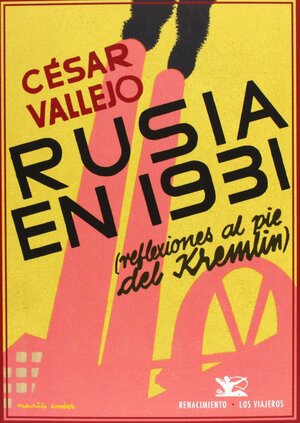 CÉSAR
VALLEJO
RUSIA
EN 1931
(reflexiones al pie
del Kremlin)
RENACIMIENTO • LOS VIAJEROS